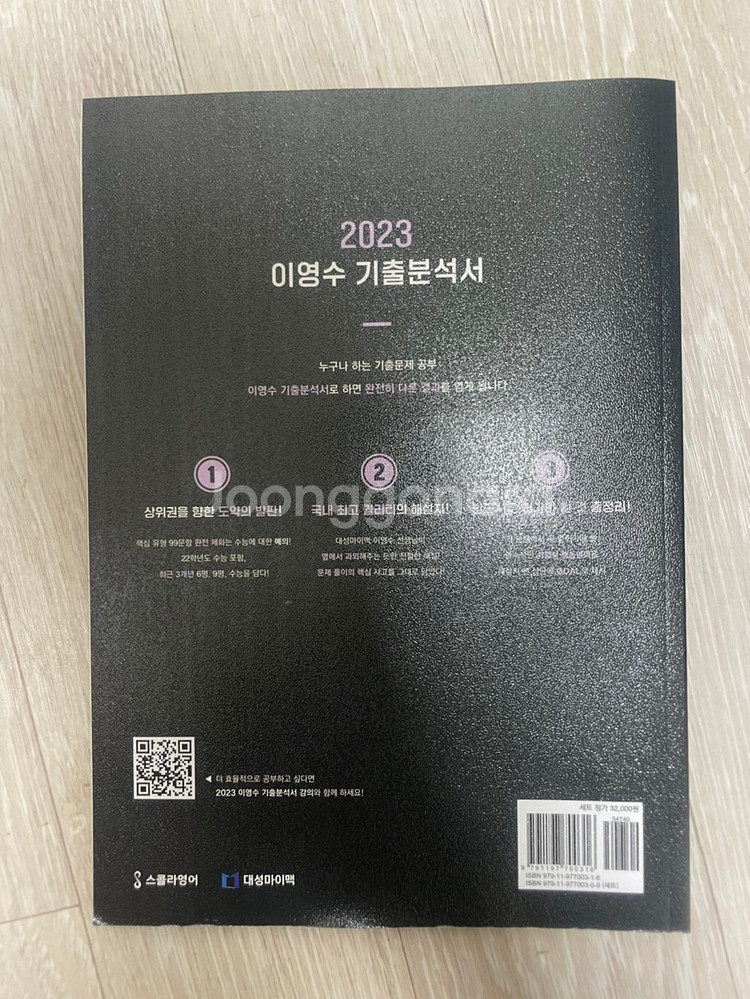 2023
이영수 기출분석서
누구나 하는 기출문제 공부
이영수 기출분석서로 하면 완전히 다른 결과를 얻게 됩니다
1
상위권을 향한 도약의 발판!
핵심 유형 99문항 완전 체화는 수능에 대한 예의!
22학년도 수능 포함,
최근 3개년 6평, 9평, 수능을 담다!
2
국내 최고 퀄리티의 해설지!
대성마이맥 이영수 선생님이
옆에서 과외해주는 듯한 친절한 해설!
문제 풀이의 핵심 사고를 그대로 담았다!
3
총정리!
GOAL
제시!
Joonggonara
◀ 더 효율적으로 공부하고 싶다면
2023 이영수 기출분석서 강의와 함께 하세요!
스콜라영어
대성마이맥
세트 정가 32,000원
54740
9 791197 700316
ISBN 979-11-977003-1-6
ISBN 979-11-977003-0-9 (세트)